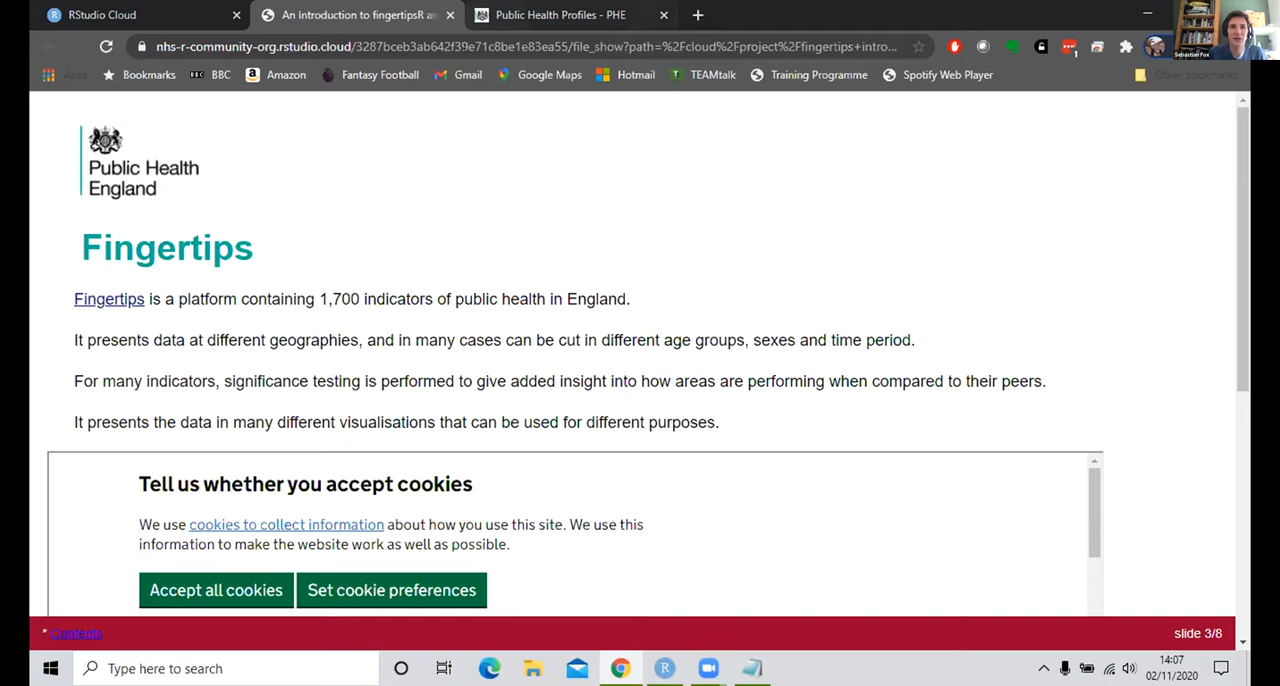 RStudio Cloud
An Introduction to fingertipsR an
Public Health Profiles - PHE
Sebastian Fox
nhs-r-community-org.rstudio.cloud/3287bceb3ab642f39e71c8be1e83ea55/file_show?path=%2Fcloud%2Fproject%2Ffingertips+intro...
Apps
Bookmarks
BBC
Amazon
Fantasy Football
Gmail
Google Maps
Hotmail
TEAMtalk
Training Programme
Spotify Web Player
Other bookmarks
Public Health
England
Fingertips
Fingertips is a platform containing 1,700 indicators of public health in England.
It presents data at different geographies, and in many cases can be cut in different age groups, sexes and time period.
For many indicators, significance testing is performed to give added insight into how areas are performing when compared to their peers.
It presents the data in many different visualisations that can be used for different purposes.
Tell us whether you accept cookies
We use cookies to collect information about how you use this site. We use this
information to make the website work as well as possible.
Accept all cookies
Set cookie preferences
* Contents
slide 3/8
Type here to search
14:07
02/11/2020